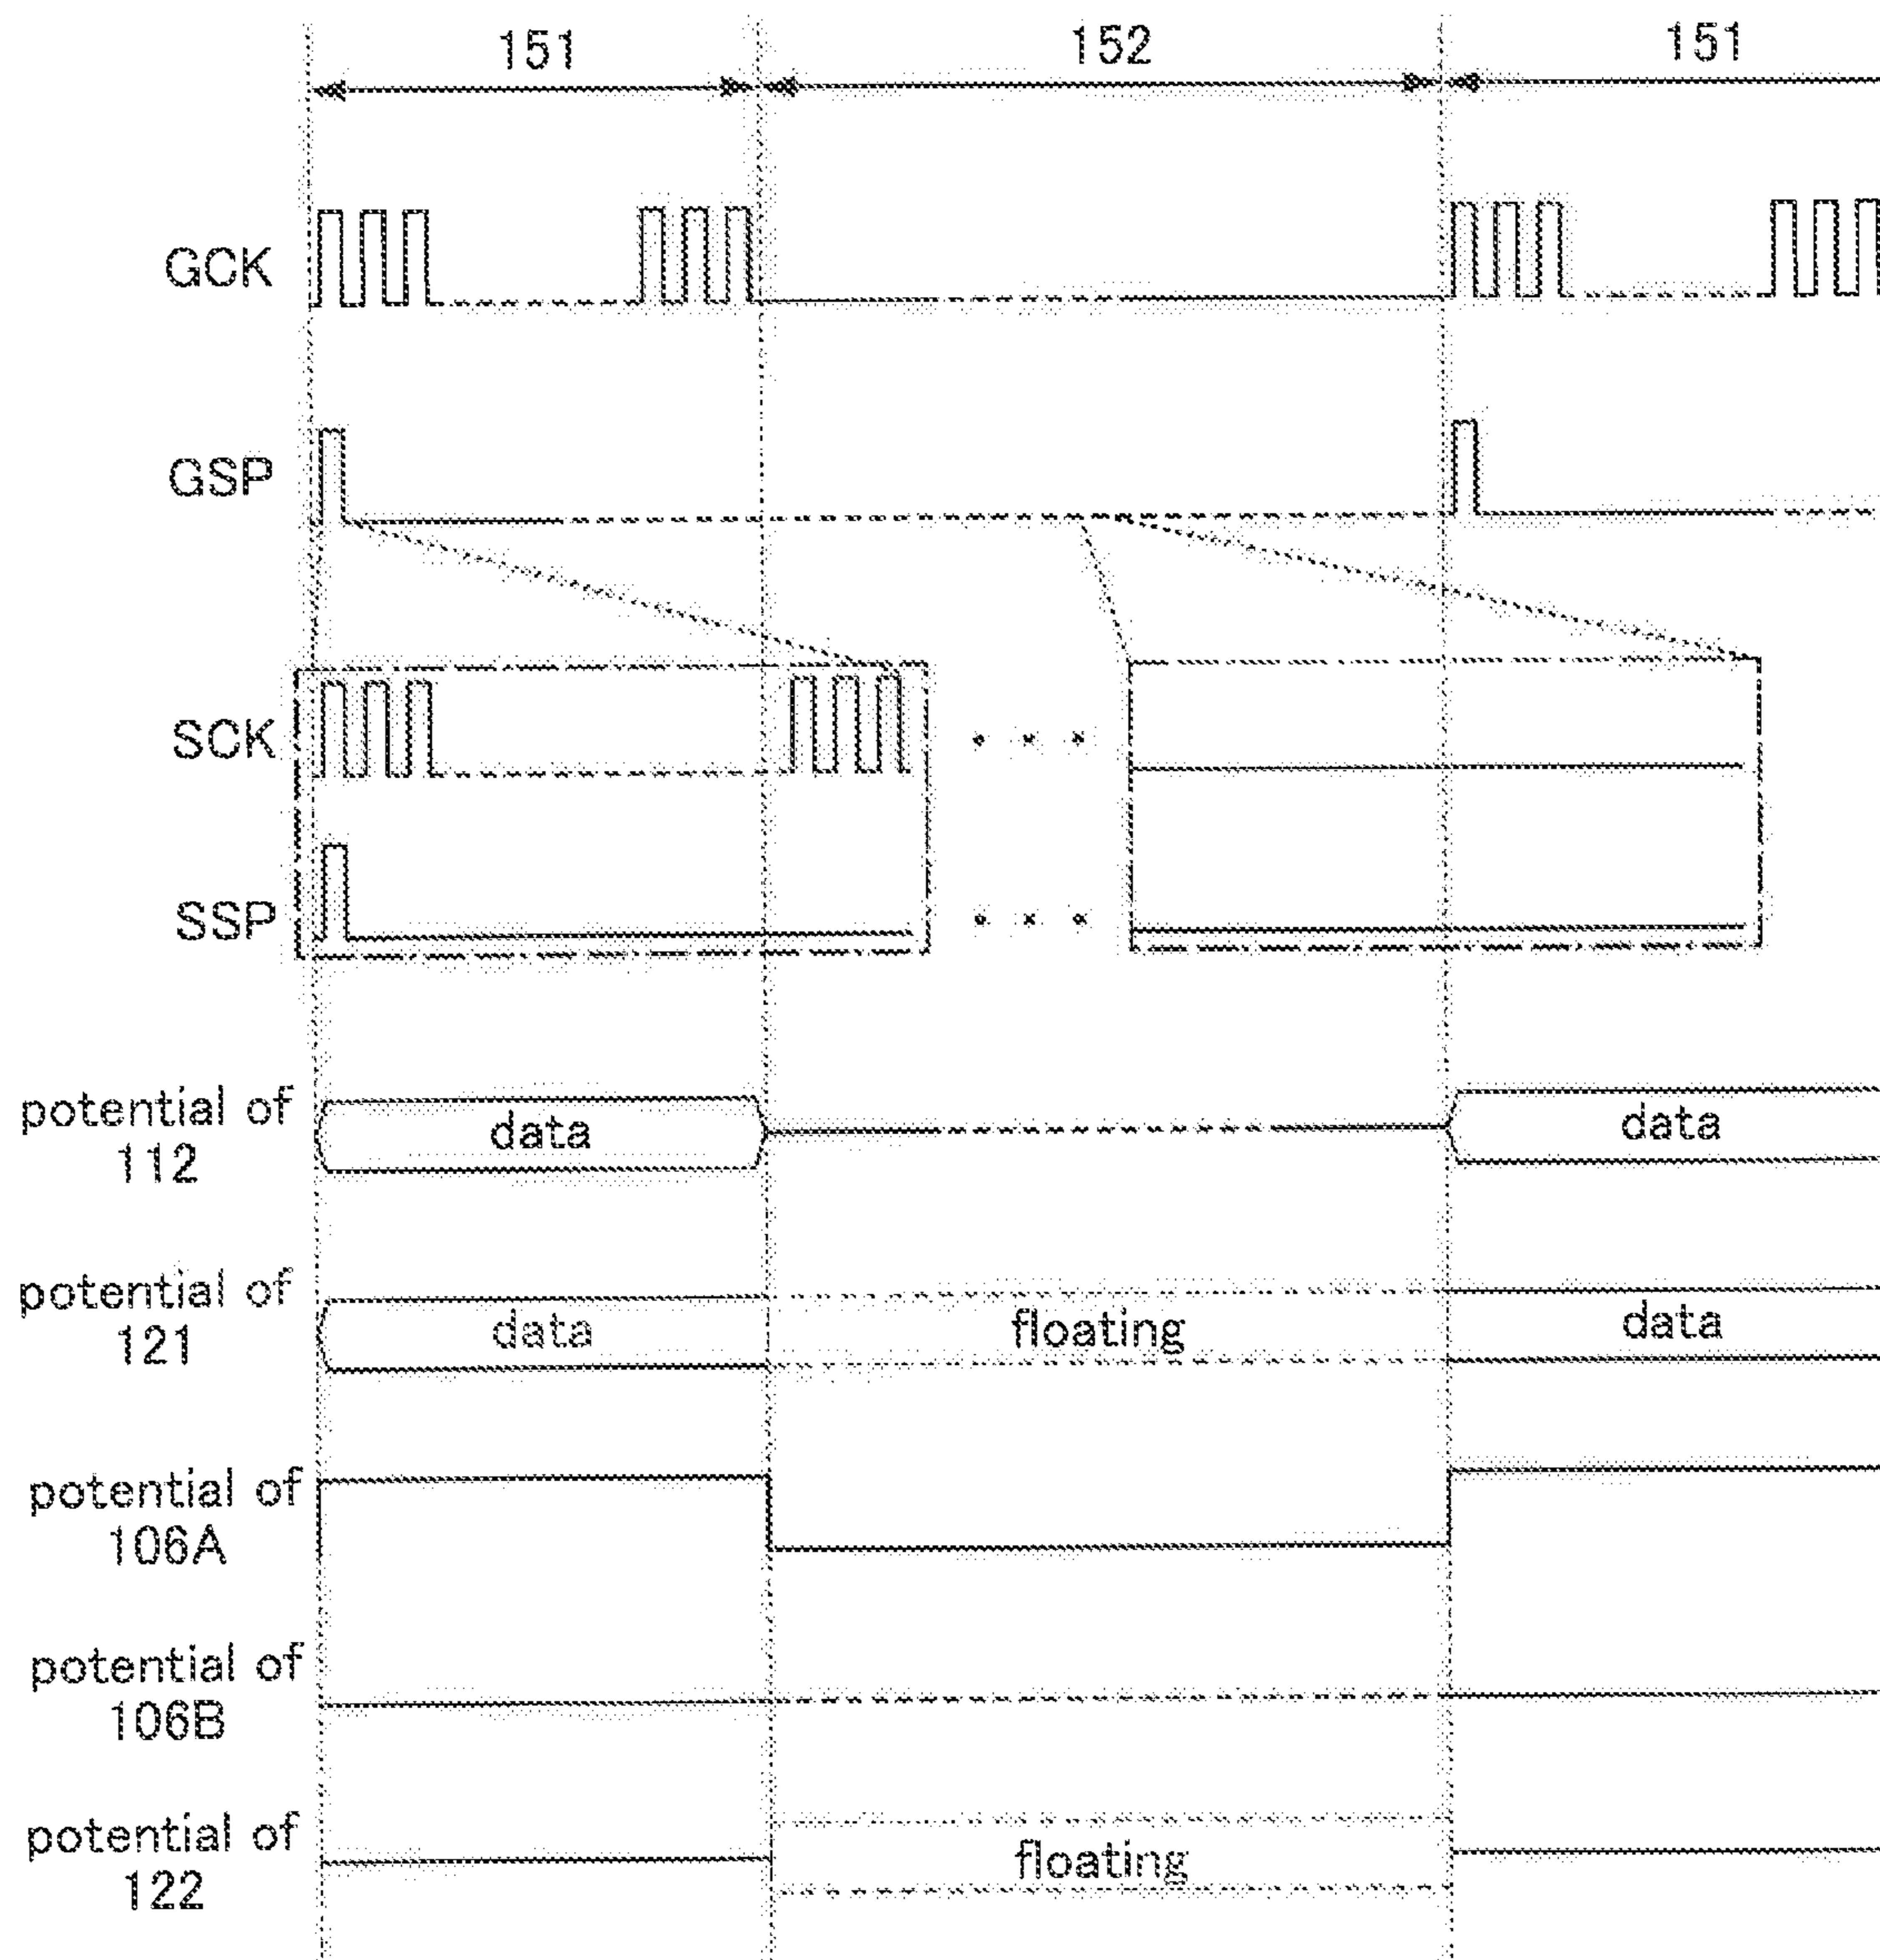 151 152 151
GCK
GSP
SCK
SSP
potential of
112
data data
potential of
121
data floating data
potential of
106A
potential of
106B
potential of
122
floating